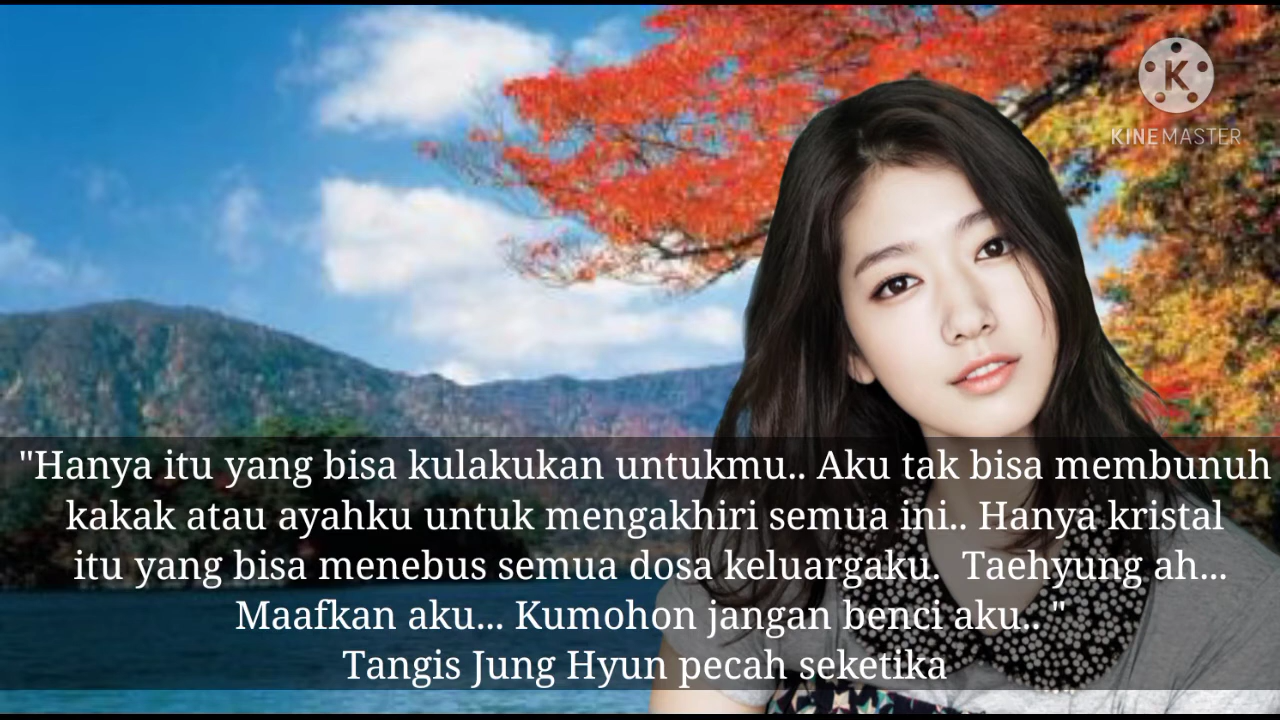 KINEMASTER
"Hanya itu yang bisa kulakukan untukmu.. Aku tak bisa membunuh
kakak atau ayahku untuk mengakhiri semua ini.. Hanya kristal
itu yang bisa menebus semua dosa keluargaku.  Taehyung ah...
Maafkan aku... Kumohon jangan benci aku.."
Tangis Jung Hyun pecah seketika